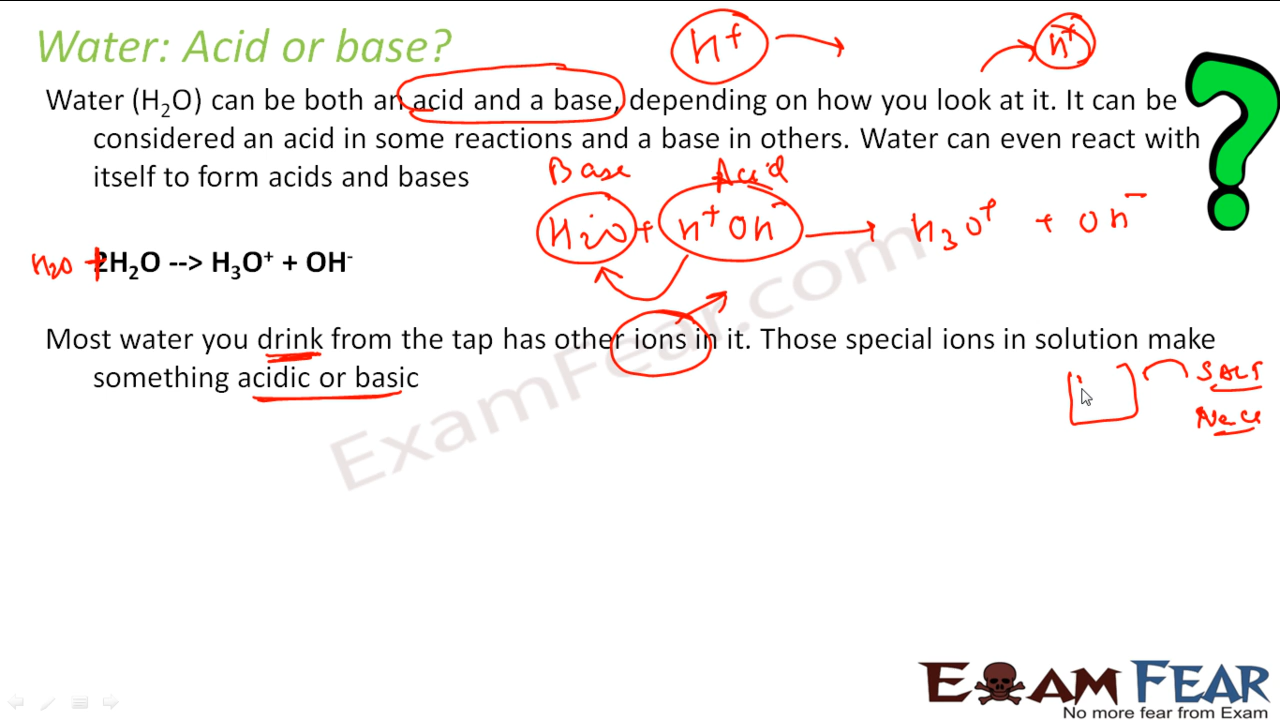 Water: Acid or base?
H+ H+
Water (H₂O) can be both an acid and a base, depending on how you look at it. It can be
considered an acid in some reactions and a base in others. Water can even react with
itself to form acids and bases
Base Acid
H₂O + H⁺OH⁻ → H₃O⁺ + OH⁻
H₂O + 2H₂O --> H₃O⁺ + OH⁻
Most water you drink from the tap has other ions in it. Those special ions in solution make
something acidic or basic
SALT
NaCl
ExamFear.com
EXAM FEAR
No more fear from Exam